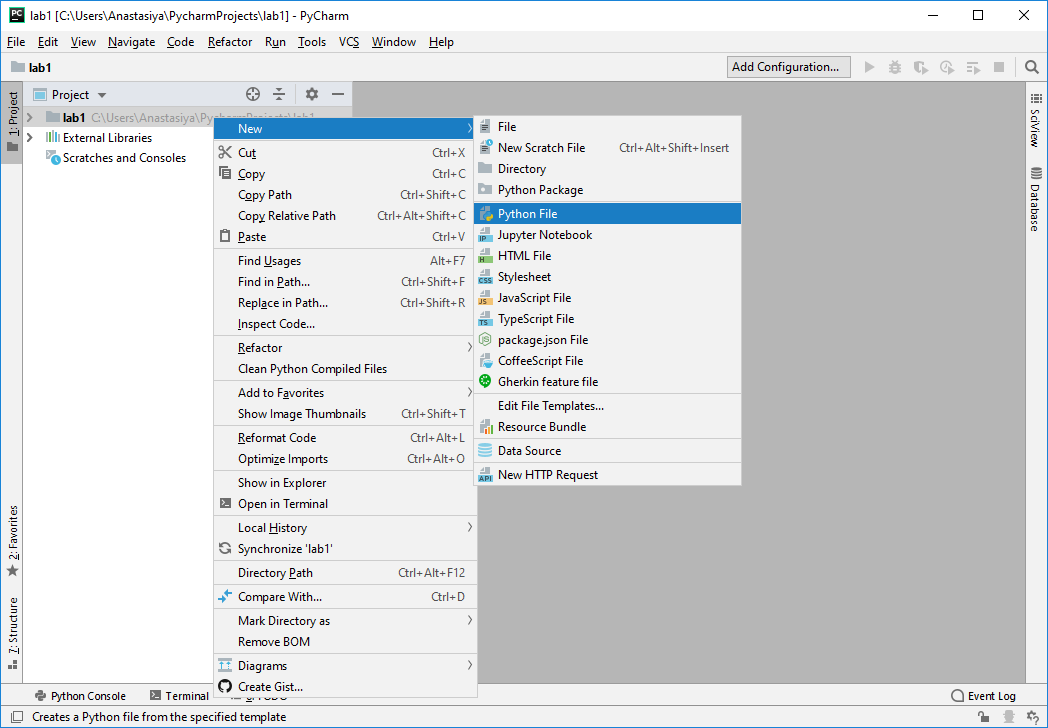 lab1 [C:\Users\Anastasiya\PycharmProjects\lab1] - PyCharm
File Edit View Navigate Code Refactor Run Tools VCS Window Help
lab1
Add Configuration...
1: Project
Project
lab1 C:\Users\Anastasiya\PycharmProjects\lab1
External Libraries
Scratches and Consoles
New
Cut Ctrl+X
Copy Ctrl+C
Copy Path Ctrl+Shift+C
Copy Relative Path Ctrl+Alt+Shift+C
Paste Ctrl+V
Find Usages Alt+F7
Find in Path... Ctrl+Shift+F
Replace in Path... Ctrl+Shift+R
Inspect Code...
Refactor
Clean Python Compiled Files
Add to Favorites
Show Image Thumbnails Ctrl+Shift+T
Reformat Code Ctrl+Alt+L
Optimize Imports Ctrl+Alt+O
Show in Explorer
Open in Terminal
Local History
Synchronize 'lab1'
Directory Path Ctrl+Alt+F12
Compare With... Ctrl+D
Mark Directory as
Remove BOM
Diagrams
Create Gist...
File
New Scratch File Ctrl+Alt+Shift+Insert
Directory
Python Package
Python File
Jupyter Notebook
HTML File
Stylesheet
JavaScript File
TypeScript File
package.json File
CoffeeScript File
Gherkin feature file
Edit File Templates...
Resource Bundle
Data Source
New HTTP Request
SciView
Database
2: Favorites
7: Structure
Python Console Terminal
Event Log
Creates a Python file from the specified template